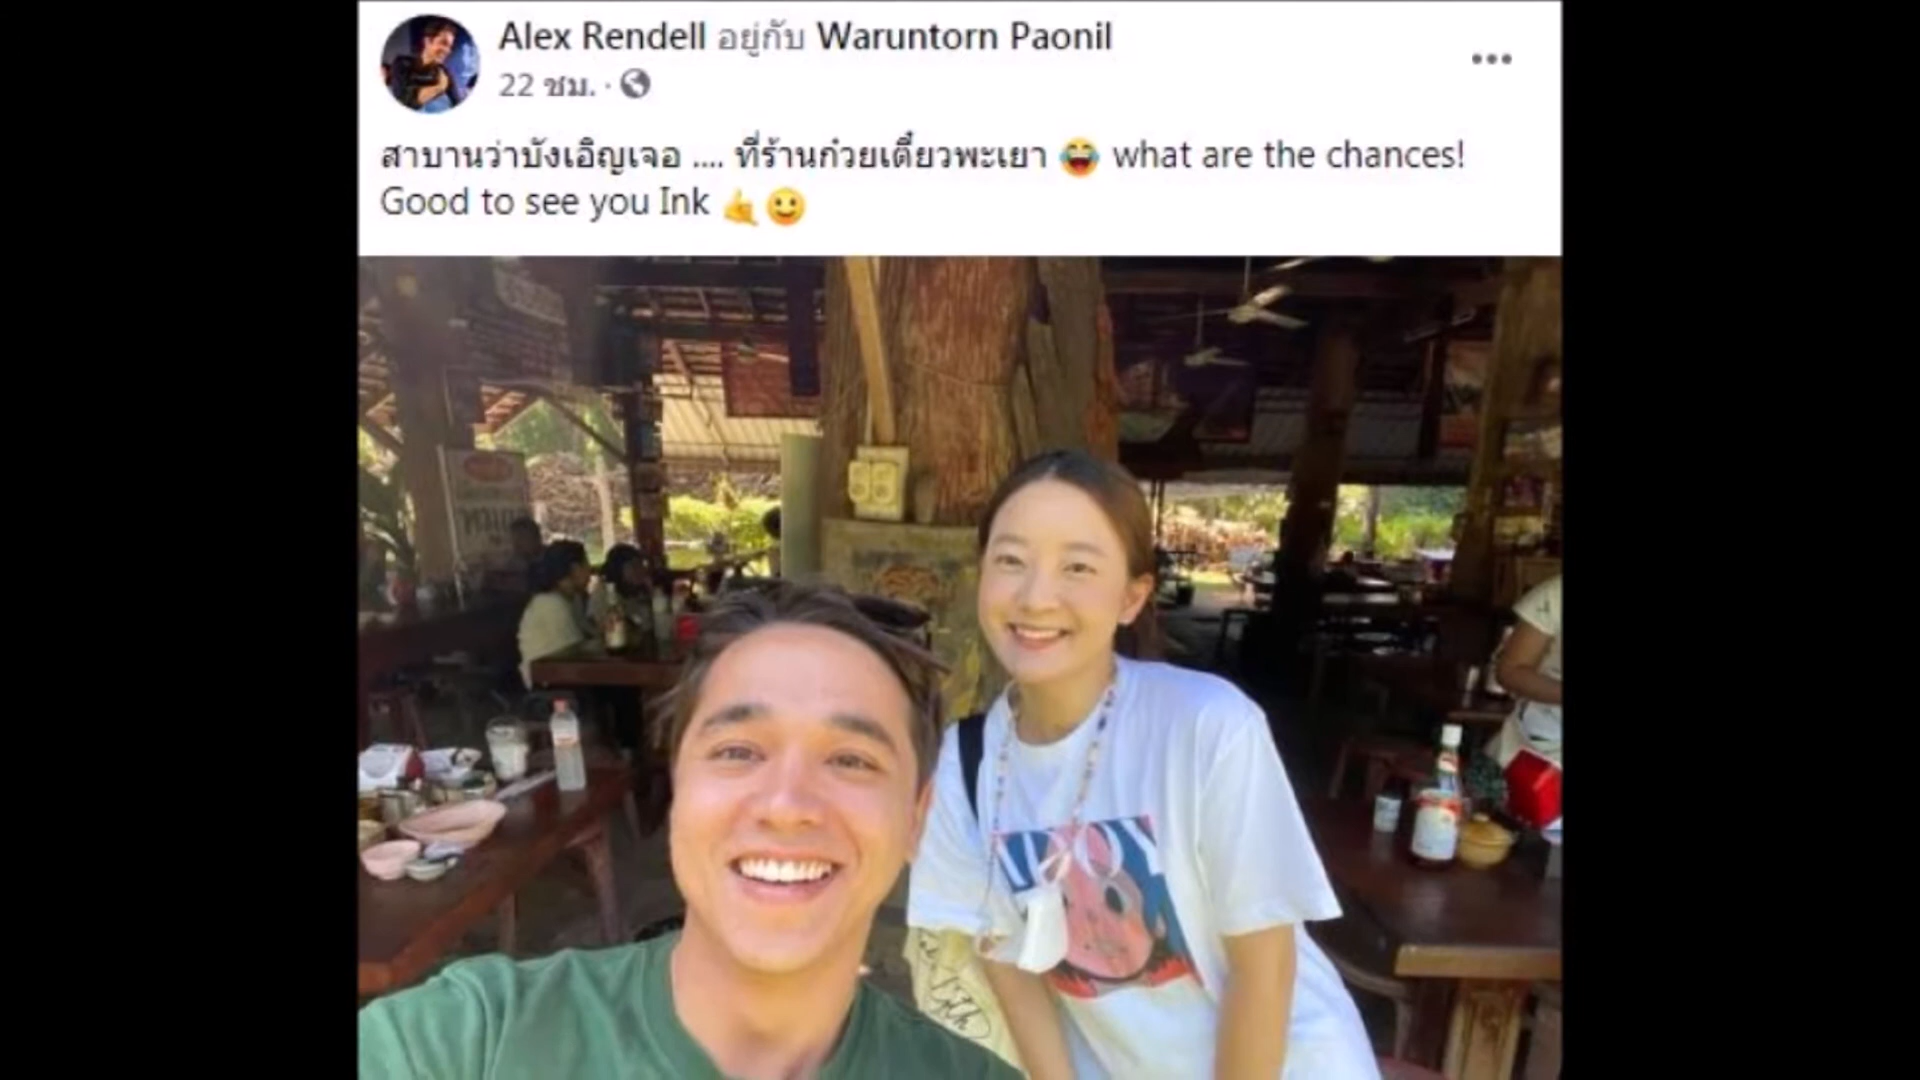 Alex Rendell อยู่กับ Waruntorn Paonil
22 ชม. ·
สาบานว่าบังเอิญเจอ .... ที่ร้านก๋วยเตี๋ยวพะเยา 😂 what are the chances!
Good to see you Ink 🤙🙂